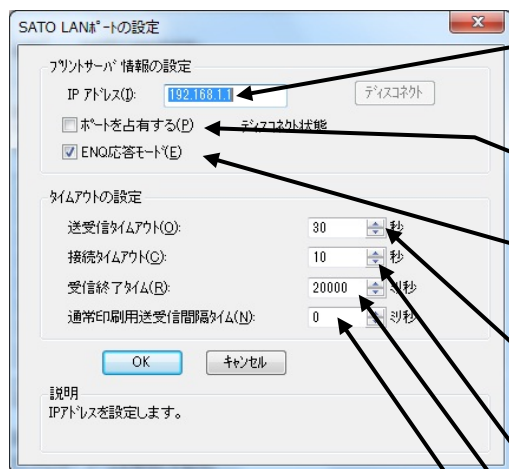 SATO LANﾎﾟｰﾄの設定
ﾌﾟﾘﾝﾄｻｰﾊﾞ情報の設定
IP ｱﾄﾞﾚｽ(I):
192.168.1.1
ﾃﾞｨｽｺﾈｸﾄ
ﾎﾟｰﾄを占有する(P)
ﾃﾞｨｽｺﾈｸﾄ状態
ENQ応答ﾓｰﾄﾞ(E)
ﾀｲﾑｱｳﾄの設定
送受信ﾀｲﾑｱｳﾄ(O):
30
秒
接続ﾀｲﾑｱｳﾄ(C):
10
秒
受信終了ﾀｲﾑ(R):
20000
ﾐﾘ秒
通常印刷用送受信間隔ﾀｲﾑ(N):
0
ﾐﾘ秒
OK
ｷｬﾝｾﾙ
説明
IPｱﾄﾞﾚｽを設定します。